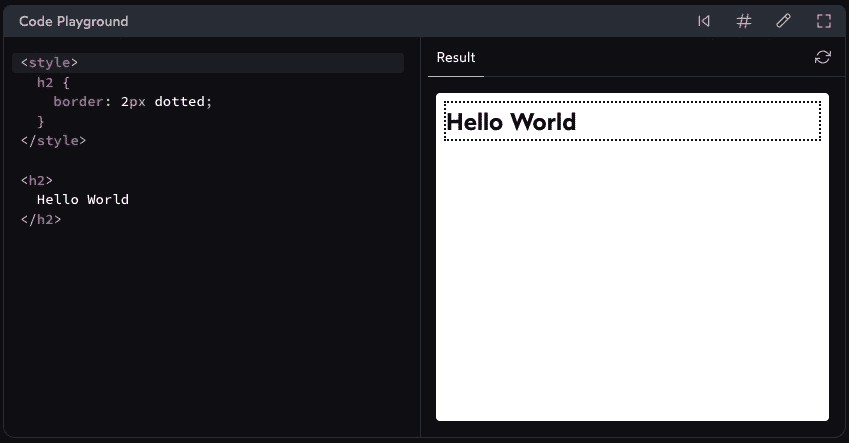 Code Playground
<style>
  h2 {
    border: 2px dotted;
  }
</style>

<h2>
  Hello World
</h2>
Result
Hello World